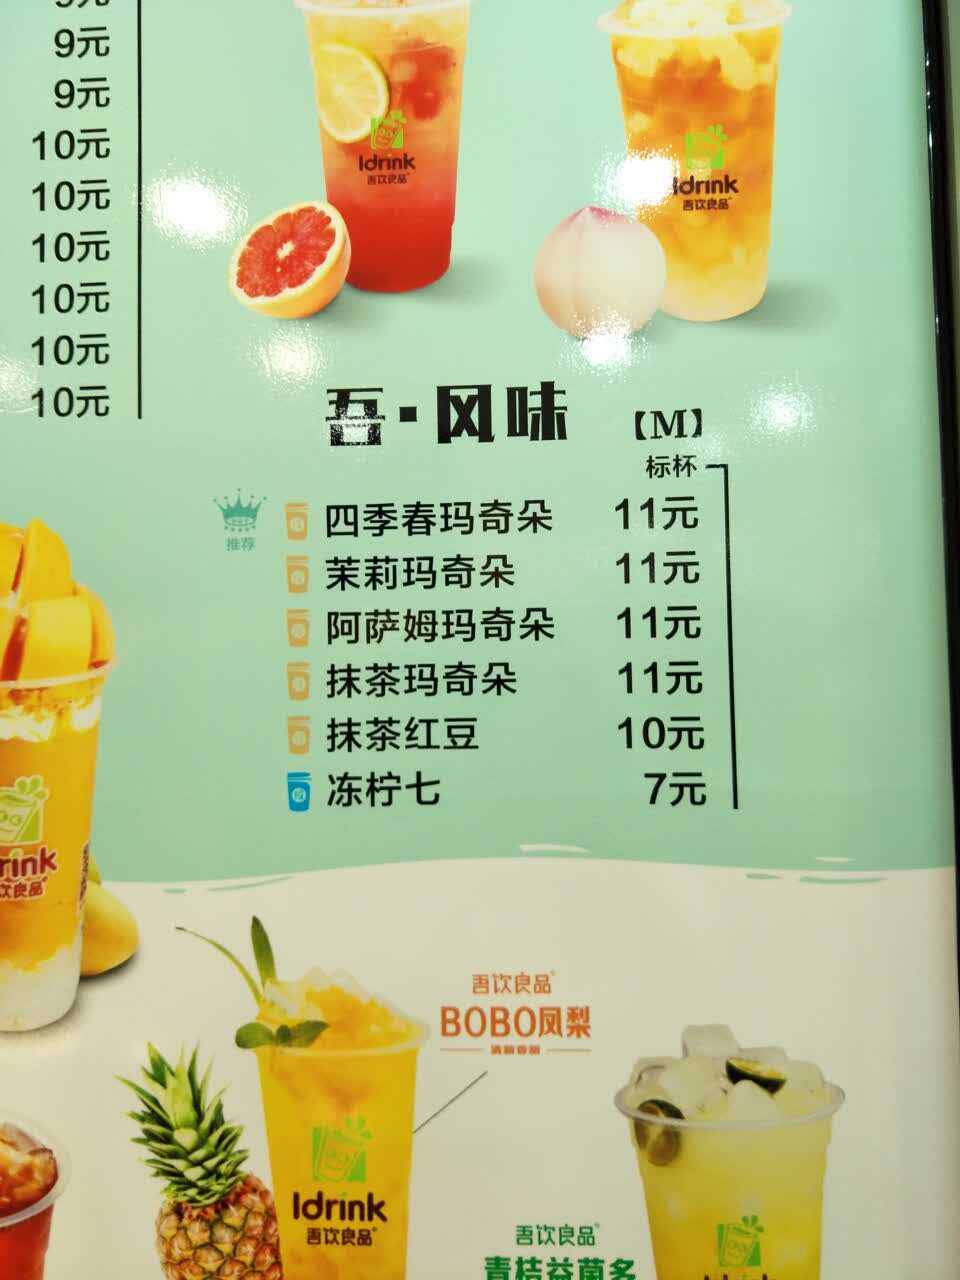 9元
9元
10元
10元
10元
10元
10元
10元
Idrink
吾饮良品
Idrink
吾饮良品
吾·风味 【M】
标杯
推荐
四季春玛奇朵 11元
茉莉玛奇朵 11元
阿萨姆玛奇朵 11元
抹茶玛奇朵 11元
抹茶红豆 10元
冻柠七 7元
rink
饮良品
吾饮良品
BOBO凤梨
Idrink
吾饮良品
吾饮良品
青桔益菌多